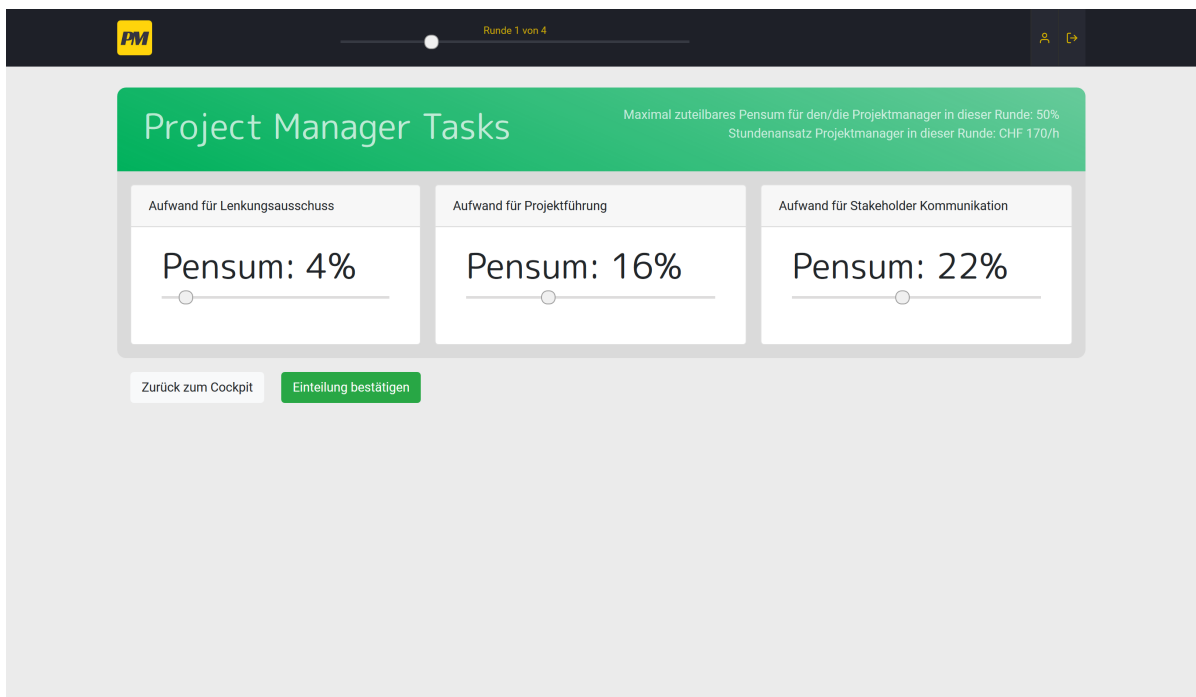 PM
Runde 1 von 4
Project Manager Tasks
Maximal zuteilbares Pensum für den/die Projektmanager in dieser Runde: 50%
Stundenansatz Projektmanager in dieser Runde: CHF 170/h
Aufwand für Lenkungsausschuss
Pensum: 4%
Aufwand für Projektführung
Pensum: 16%
Aufwand für Stakeholder Kommunikation
Pensum: 22%
Zurück zum Cockpit
Einteilung bestätigen